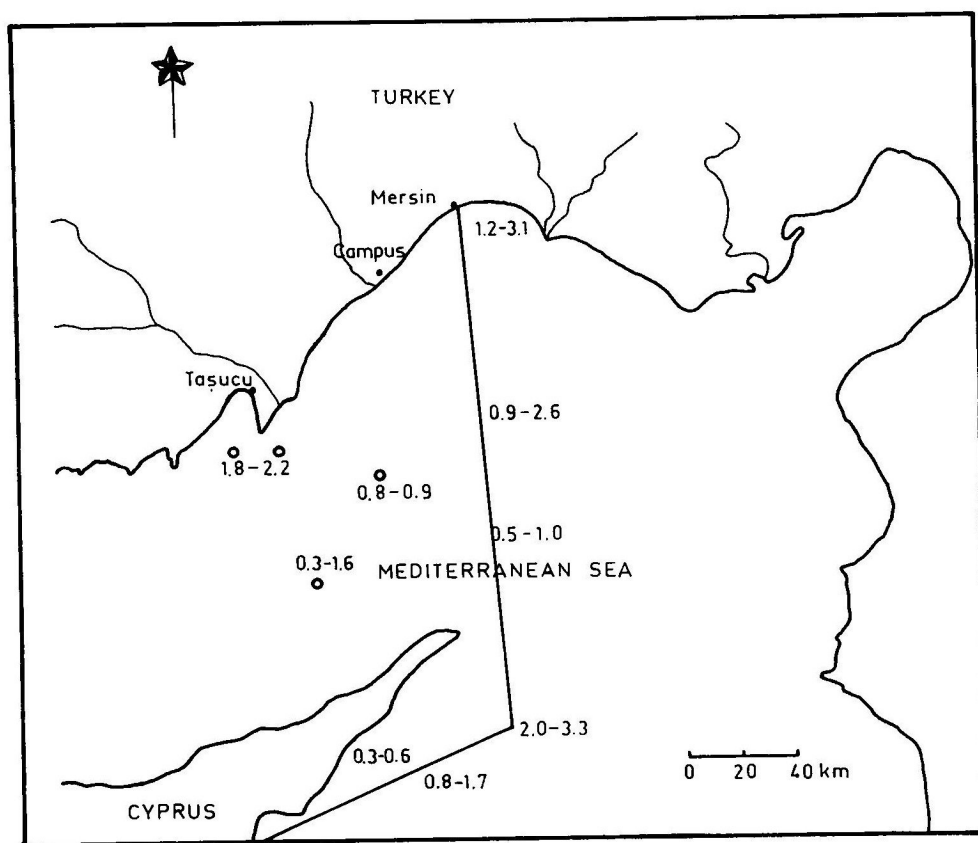 TURKEY
Mersin
1.2-3.1
Campus
Taşucu
0.9-2.6
1.8-2.2
0.8-0.9
0.5-1.0
0.3-1.6
MEDITERRANEAN SEA
2.0-3.3
0.3-0.6
0.8-1.7
0 20 40 km
CYPRUS